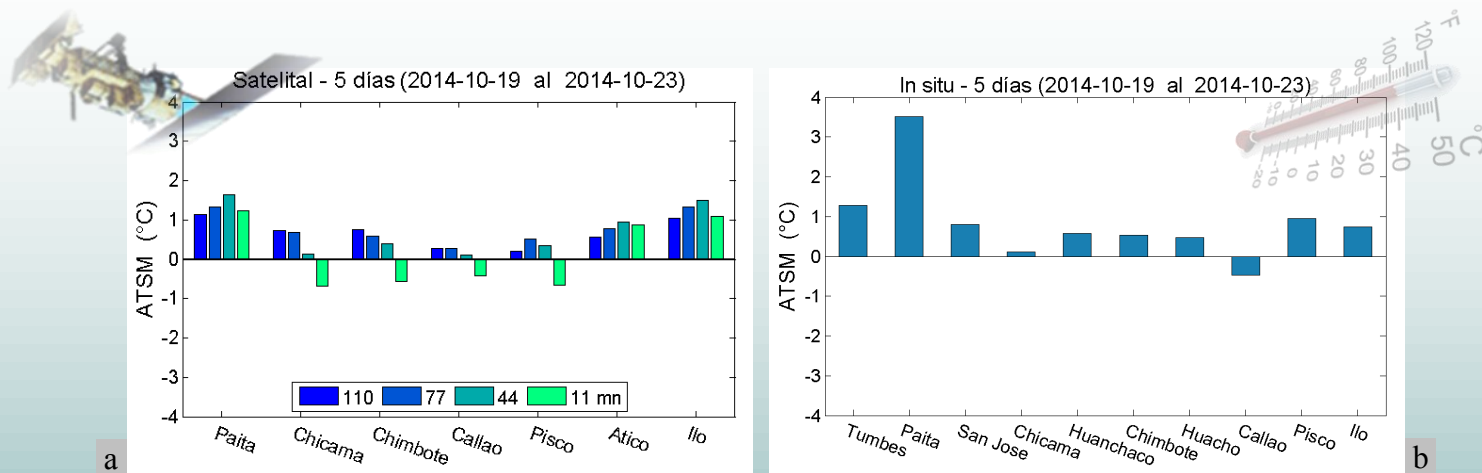 Satelital - 5 días (2014-10-19 al 2014-10-23)
4
3
2
1
0
-1
-2
-3
-4
ATSM (°C)
110 77 44 11 mn
Paita Chicama Chimbote Callao Pisco Atico Ilo
a
In situ - 5 días (2014-10-19 al 2014-10-23)
4
3
2
1
0
-1
-2
-3
-4
ATSM (°C)
Tumbes Paita San Jose Chicama Huanchaco Chimbote Huacho Callao Pisco Ilo
b
°F
120
100
80
60
40
°C
50
40
30
20
10
0
-10
-20